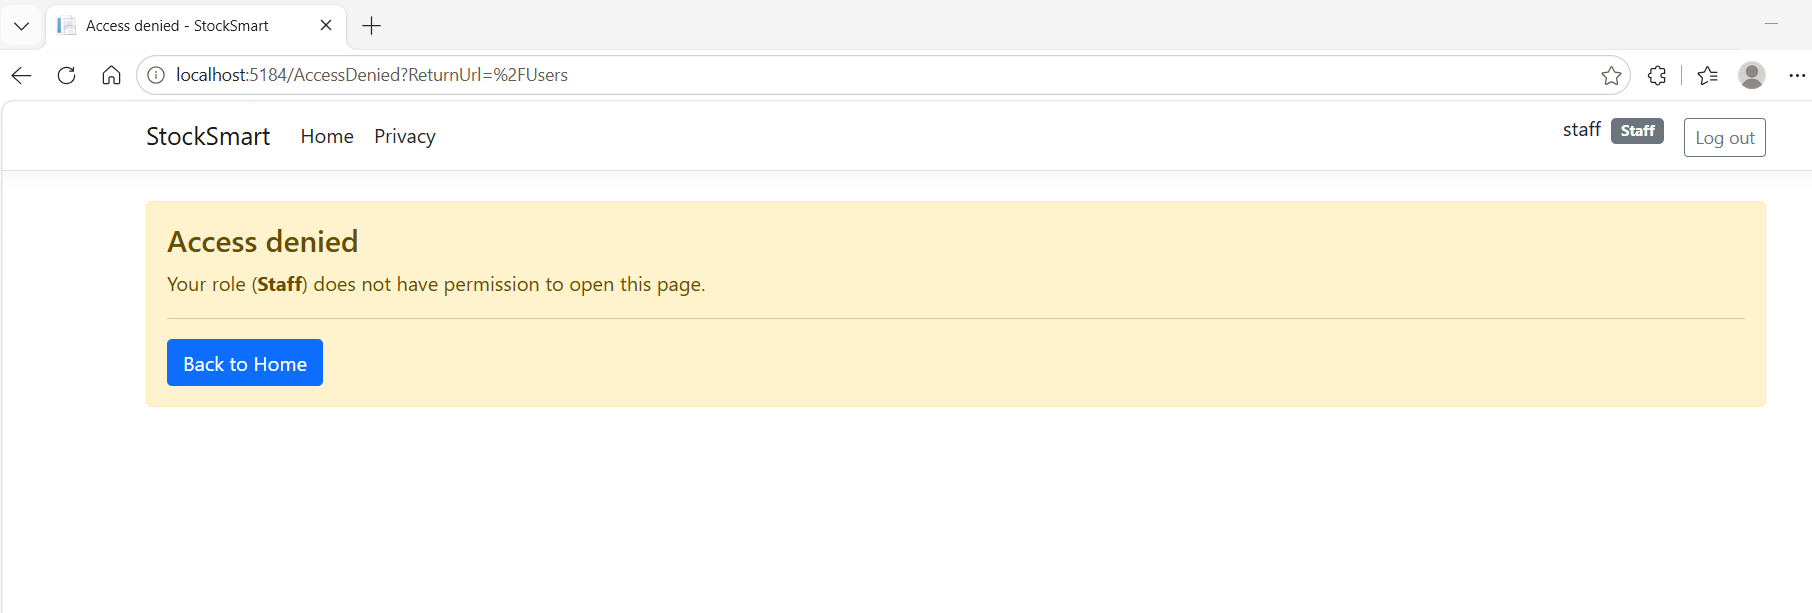 Access denied - StockSmart
localhost:5184/AccessDenied?ReturnUrl=%2FUsers
StockSmart Home Privacy staff Staff Log out
Access denied
Your role (Staff) does not have permission to open this page.
Back to Home